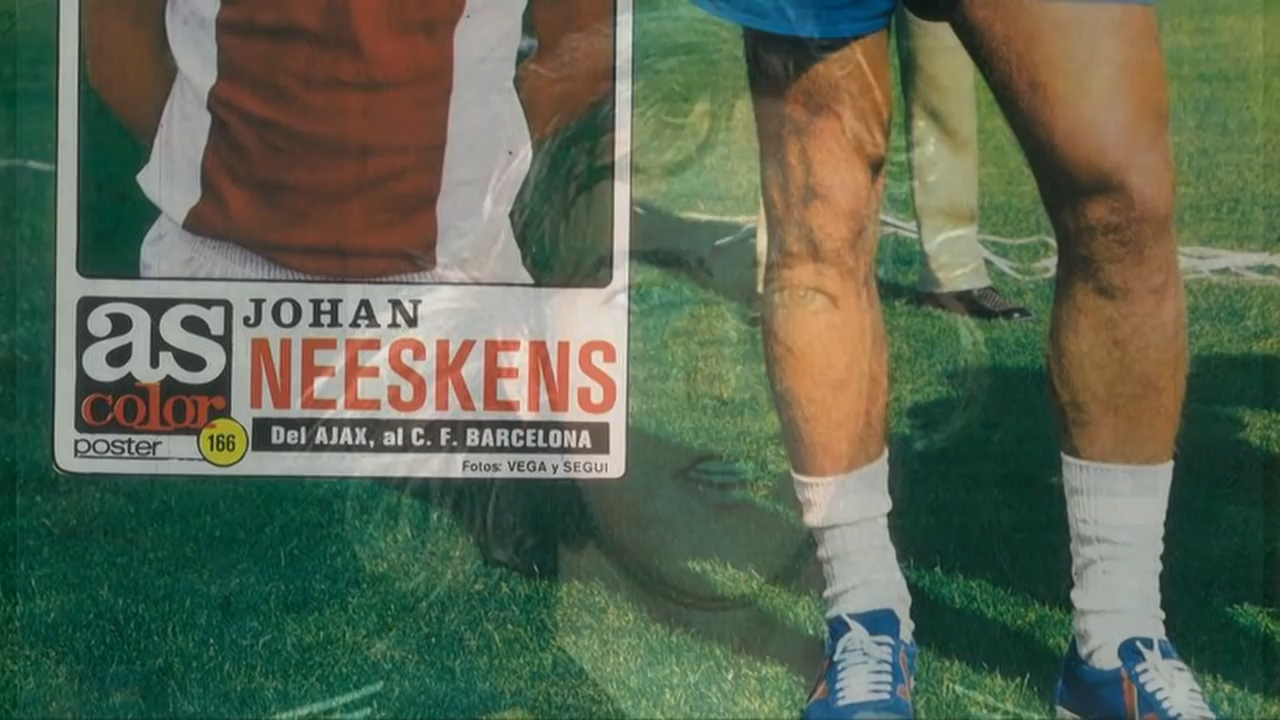 as
color
poster
166
JOHAN
NEESKENS
Del AJAX, al C. F. BARCELONA
Fotos: VEGA y SEGUI